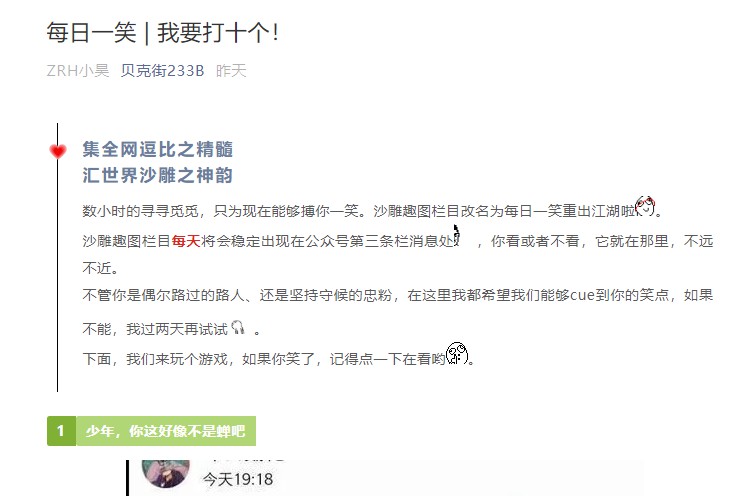 每日一笑 | 我要打十个！
ZRH小昊 贝克街233B 昨天
集全网逗比之精髓
汇世界沙雕之神韵
数小时的寻寻觅觅，只为现在能够博你一笑。沙雕趣图栏目改名为每日一笑重出江湖啦。
沙雕趣图栏目每天将会稳定出现在公众号第三条栏消息处 ，你看或者不看，它就在那里，不远
不近。
不管你是偶尔路过的路人、还是坚持守候的忠粉，在这里我都希望我们能够cue到你的笑点，如果
不能，我过两天再试试 。
下面，我们来玩个游戏，如果你笑了，记得点一下在看哟。
1 少年，你这好像不是蝉吧
今天19:18